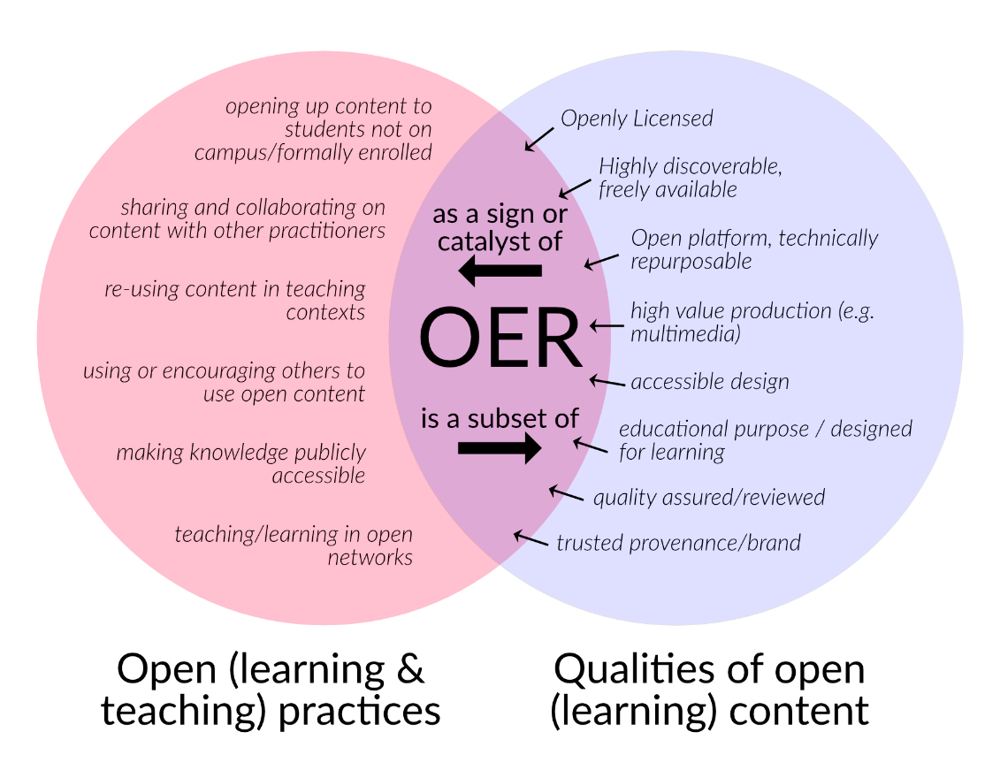 opening up content to
students not on
campus/formally enrolled
sharing and collaborating on
content with other practitioners
re-using content in teaching
contexts
using or encouraging others to
use open content
making knowledge publicly
accessible
teaching/learning in open
networks
as a sign or
catalyst of
OER
is a subset of
Openly Licensed
Highly discoverable,
freely available
Open platform, technically
repurposable
high value production (e.g.
multimedia)
accessible design
educational purpose / designed
for learning
quality assured/reviewed
trusted provenance/brand
Open (learning &
teaching) practices
Qualities of open
(learning) content